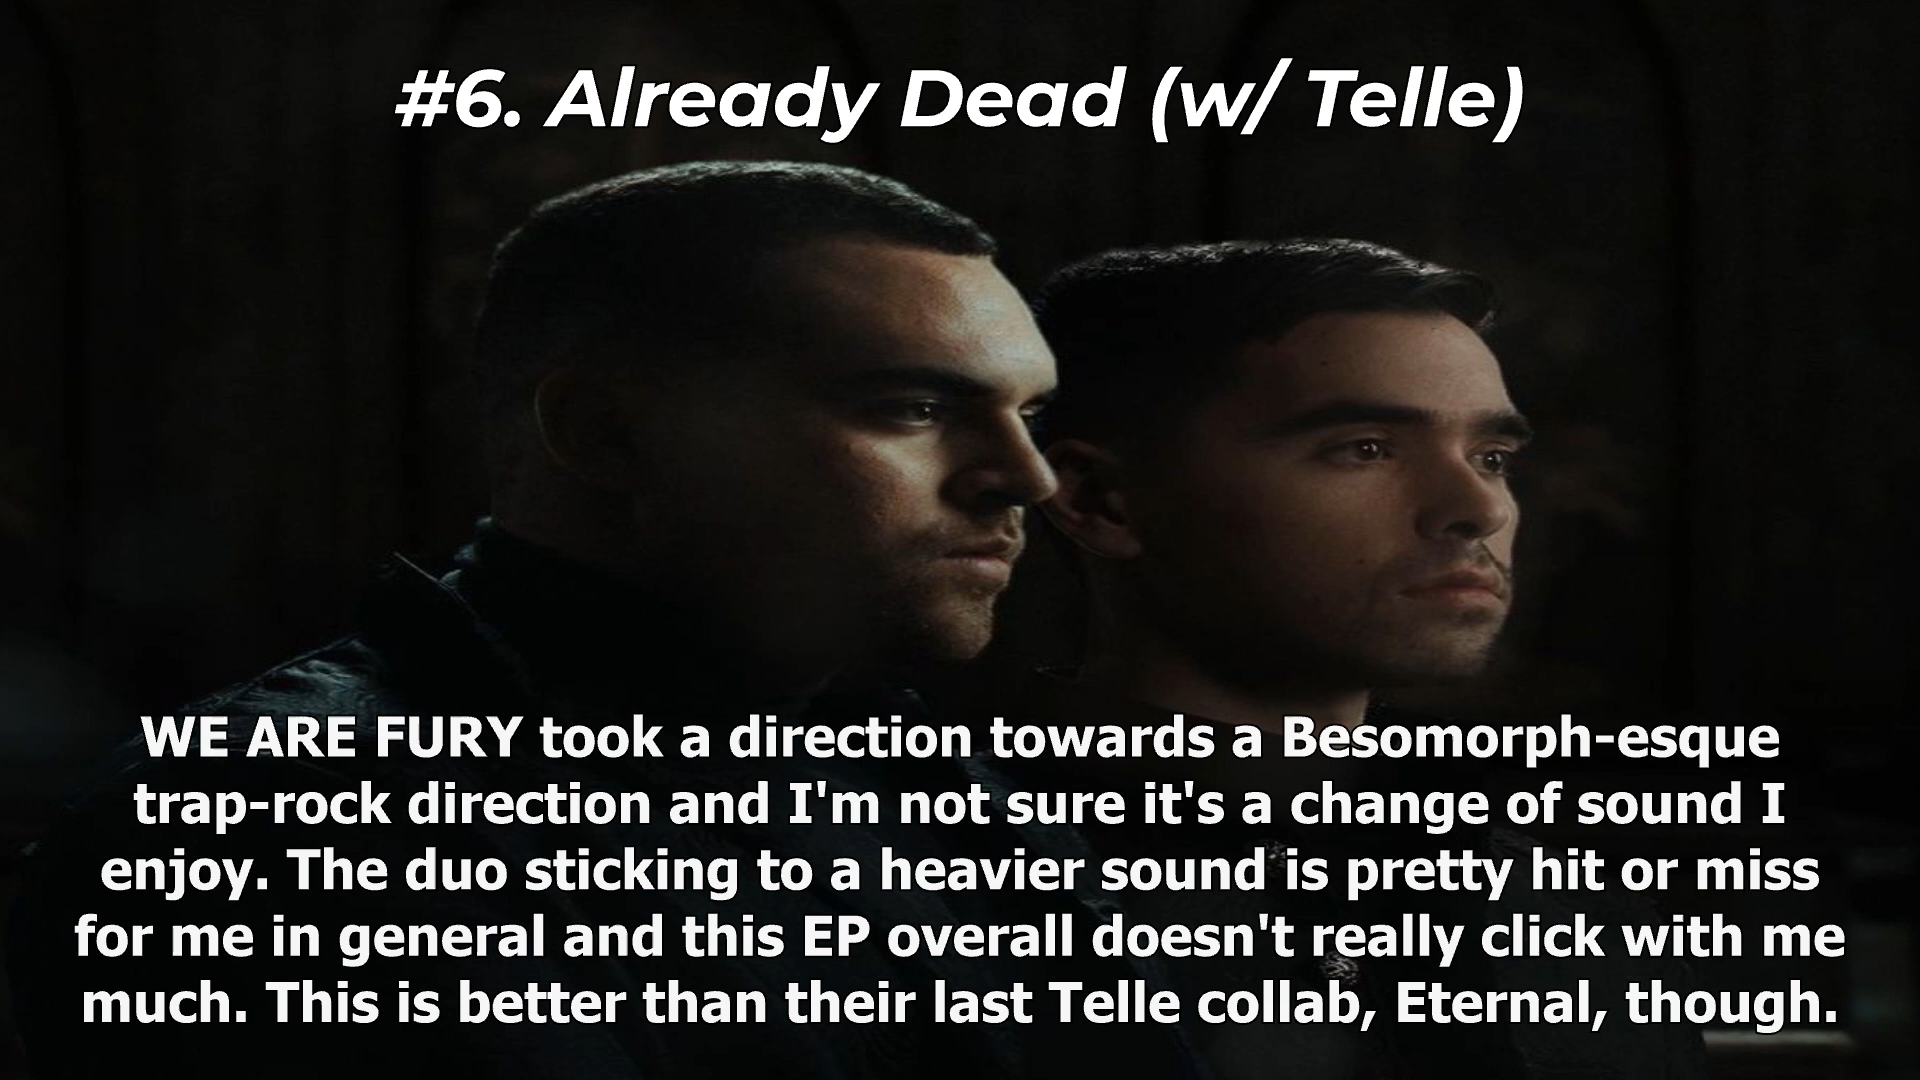 #6. Already Dead (w/ Telle)
WE ARE FURY took a direction towards a Besomorph-esque
trap-rock direction and I'm not sure it's a change of sound I
enjoy. The duo sticking to a heavier sound is pretty hit or miss
for me in general and this EP overall doesn't really click with me
much. This is better than their last Telle collab, Eternal, though.